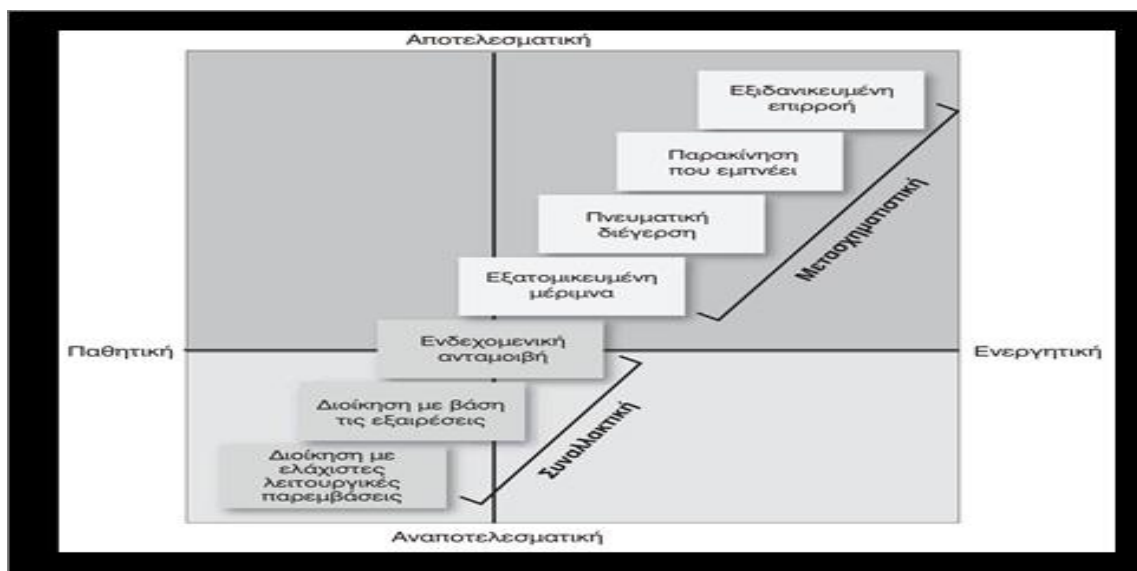 Αποτελεσματική
Εξιδανικευμένη
επιρροή
Παρακίνηση
που εμπνέει
Πνευματική
διέγερση
Μετασχηματιστική
Εξατομικευμένη
μέριμνα
Παθητική
Ενδεχομενική
ανταμοιβή
Ενεργητική
Διοίκηση με βάση
τις εξαιρέσεις
Συναλλακτική
Διοίκηση με
ελάχιστες
λειτουργικές
παρεμβάσεις
Αναποτελεσματική